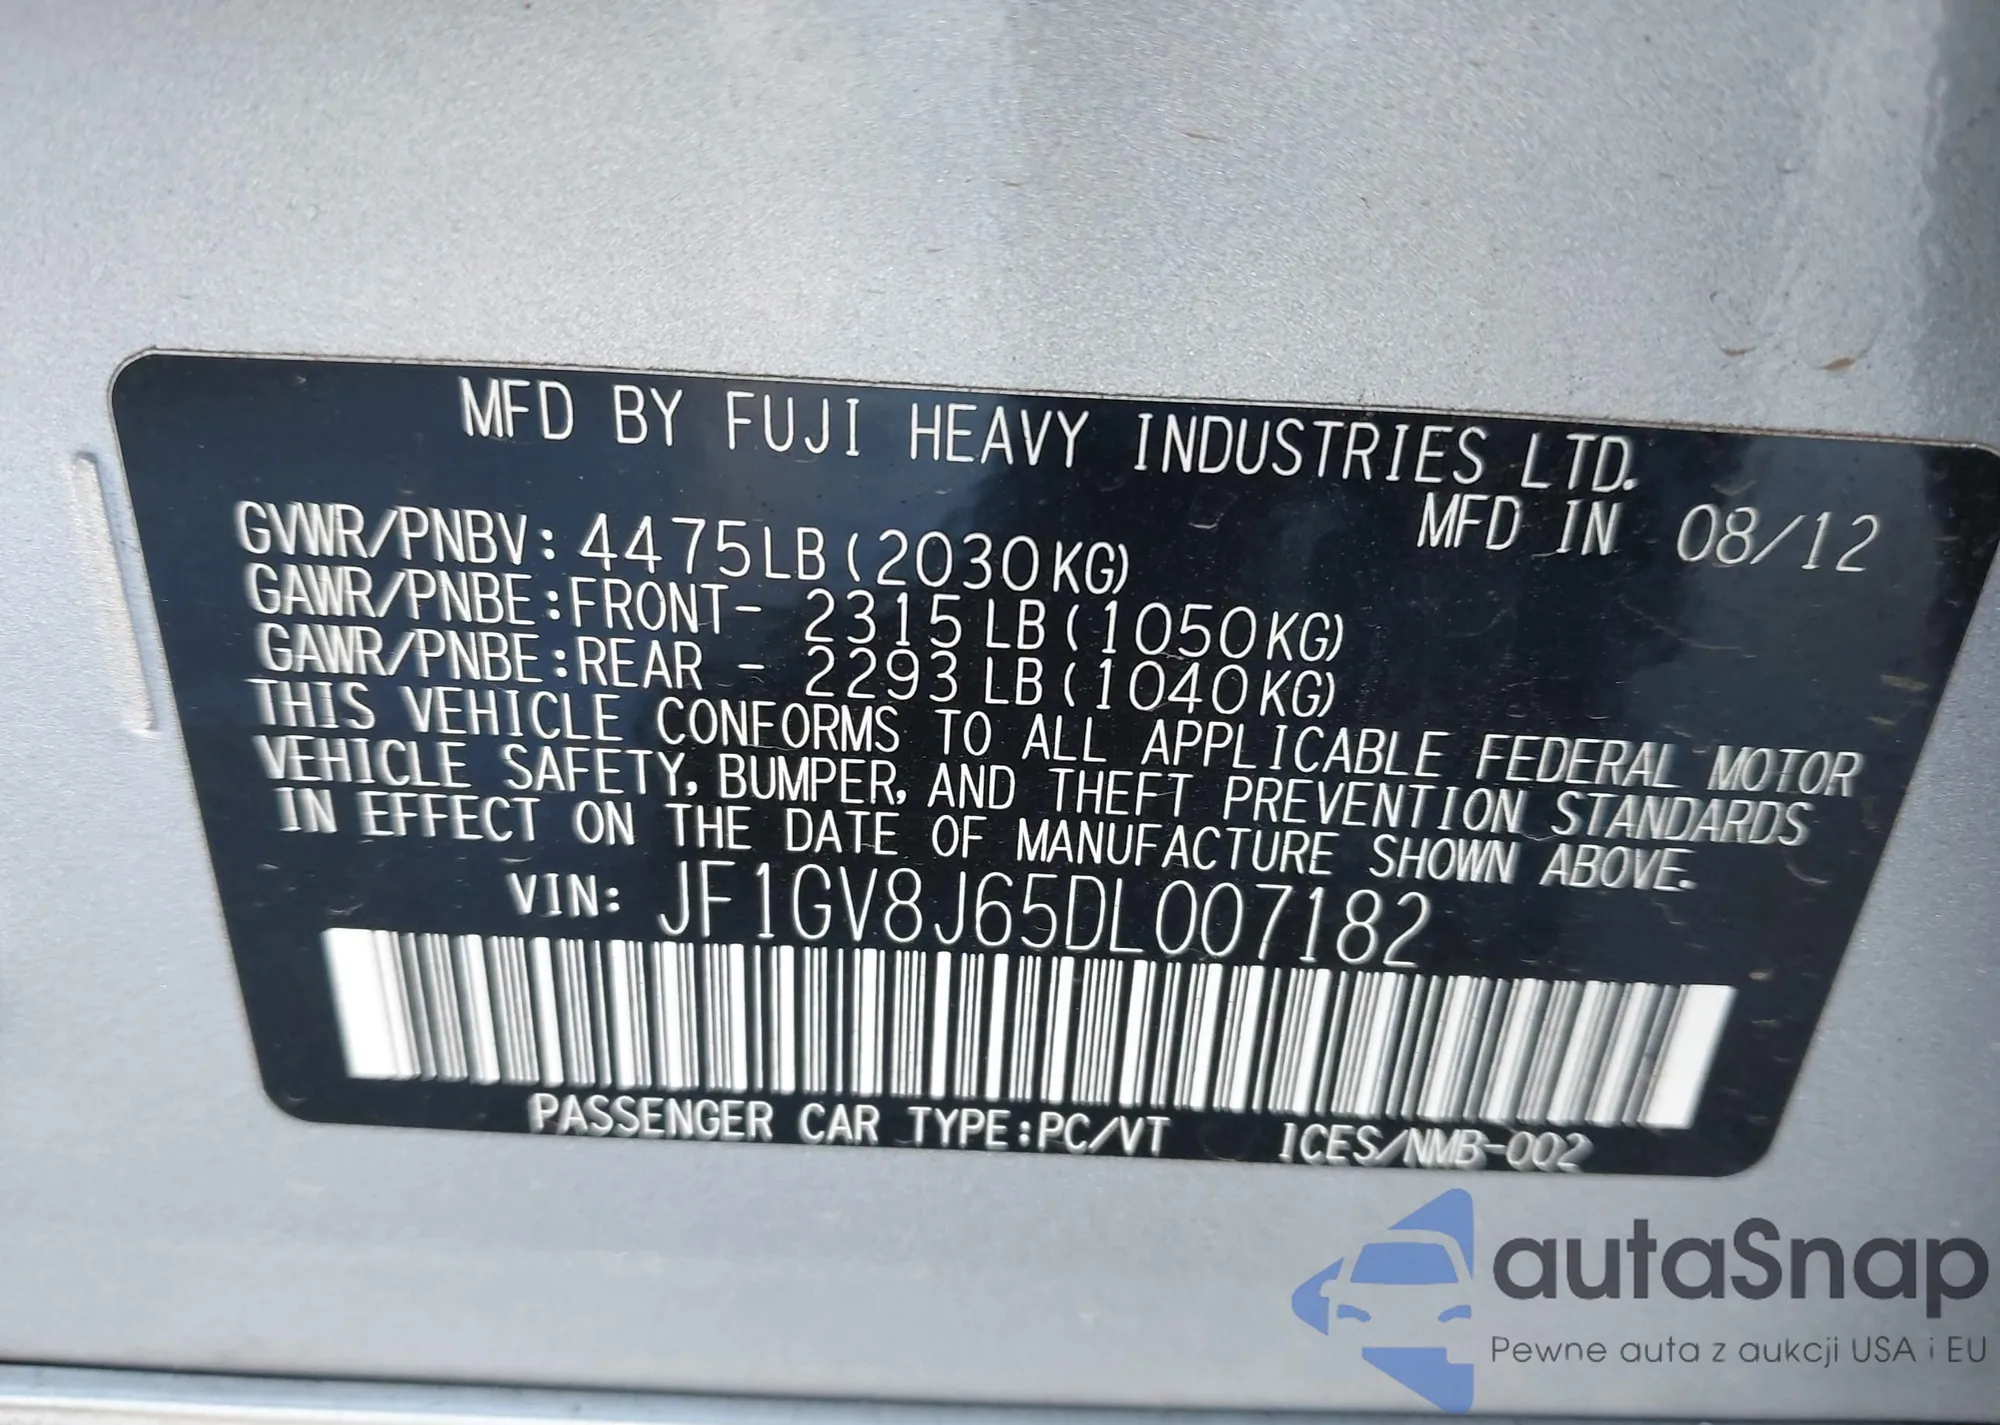 MFD BY FUJI HEAVY INDUSTRIES LTD.
MFD IN 08/12
GVWR/PNBV: 4475LB(2030KG)
GAWR/PNBE:FRONT- 2315LB(1050KG)
GAWR/PNBE:REAR - 2293LB(1040KG)
THIS VEHICLE CONFORMS TO ALL APPLICABLE FEDERAL MOTOR
VEHICLE SAFETY, BUMPER, AND THEFT PREVENTION STANDARDS
IN EFFECT ON THE DATE OF MANUFACTURE SHOWN ABOVE.
VIN: JF1GV8J65DL007182
PASSENGER CAR TYPE:PC/VT ICES/NMB-002
autaSnap
Pewne auta z aukcji USA i EU